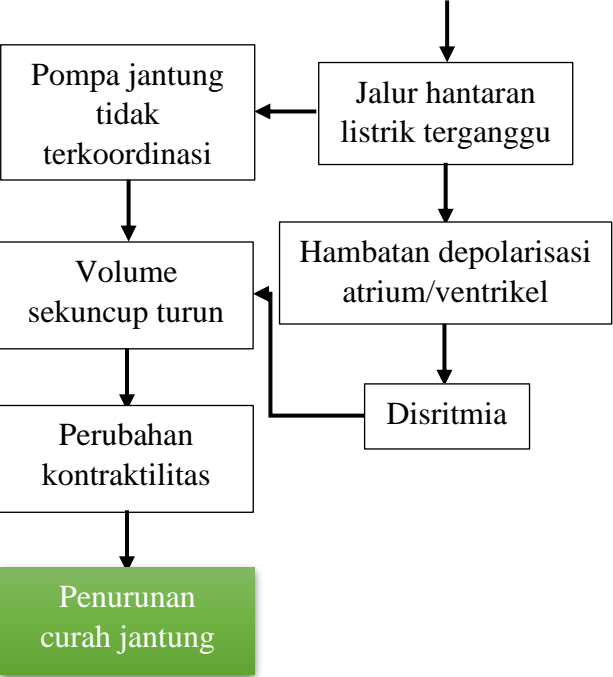 Pompa jantung
tidak
terkoordinasi
Jalur hantaran
listrik terganggu
Hambatan depolarisasi
atrium/ventrikel
Volume
sekuncup turun
Disritmia
Perubahan
kontraktilitas
Penurunan
curah jantung